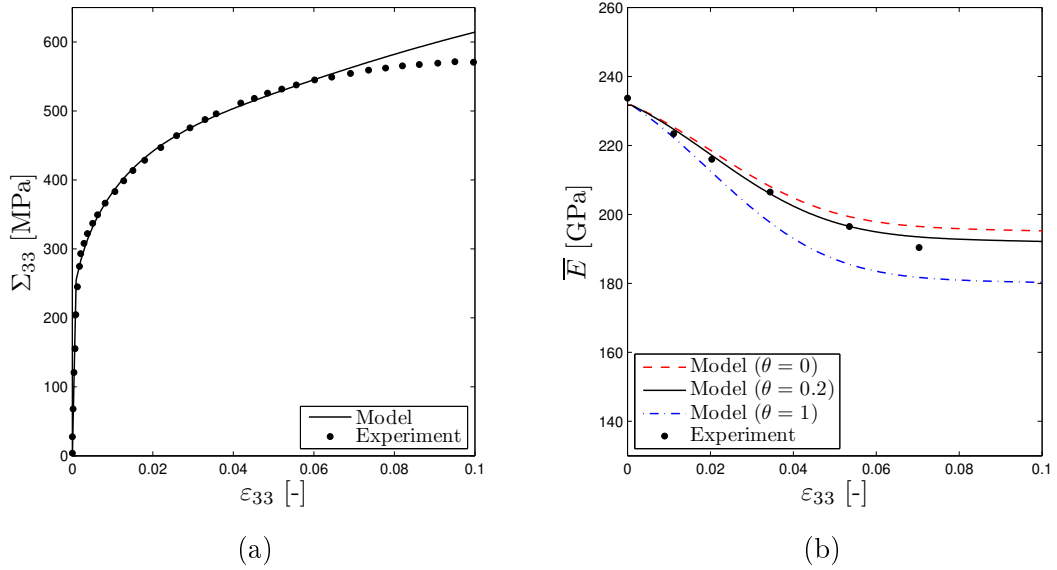 600
500
400
300
200
100
0
Σ33 [MPa]
0 0.02 0.04 0.06 0.08 0.1
ε33 [-]
Model
Experiment
(a)
260
240
220
200
180
160
140
E̅ [GPa]
0 0.02 0.04 0.06 0.08 0.1
ε33 [-]
Model (θ = 0)
Model (θ = 0.2)
Model (θ = 1)
Experiment
(b)